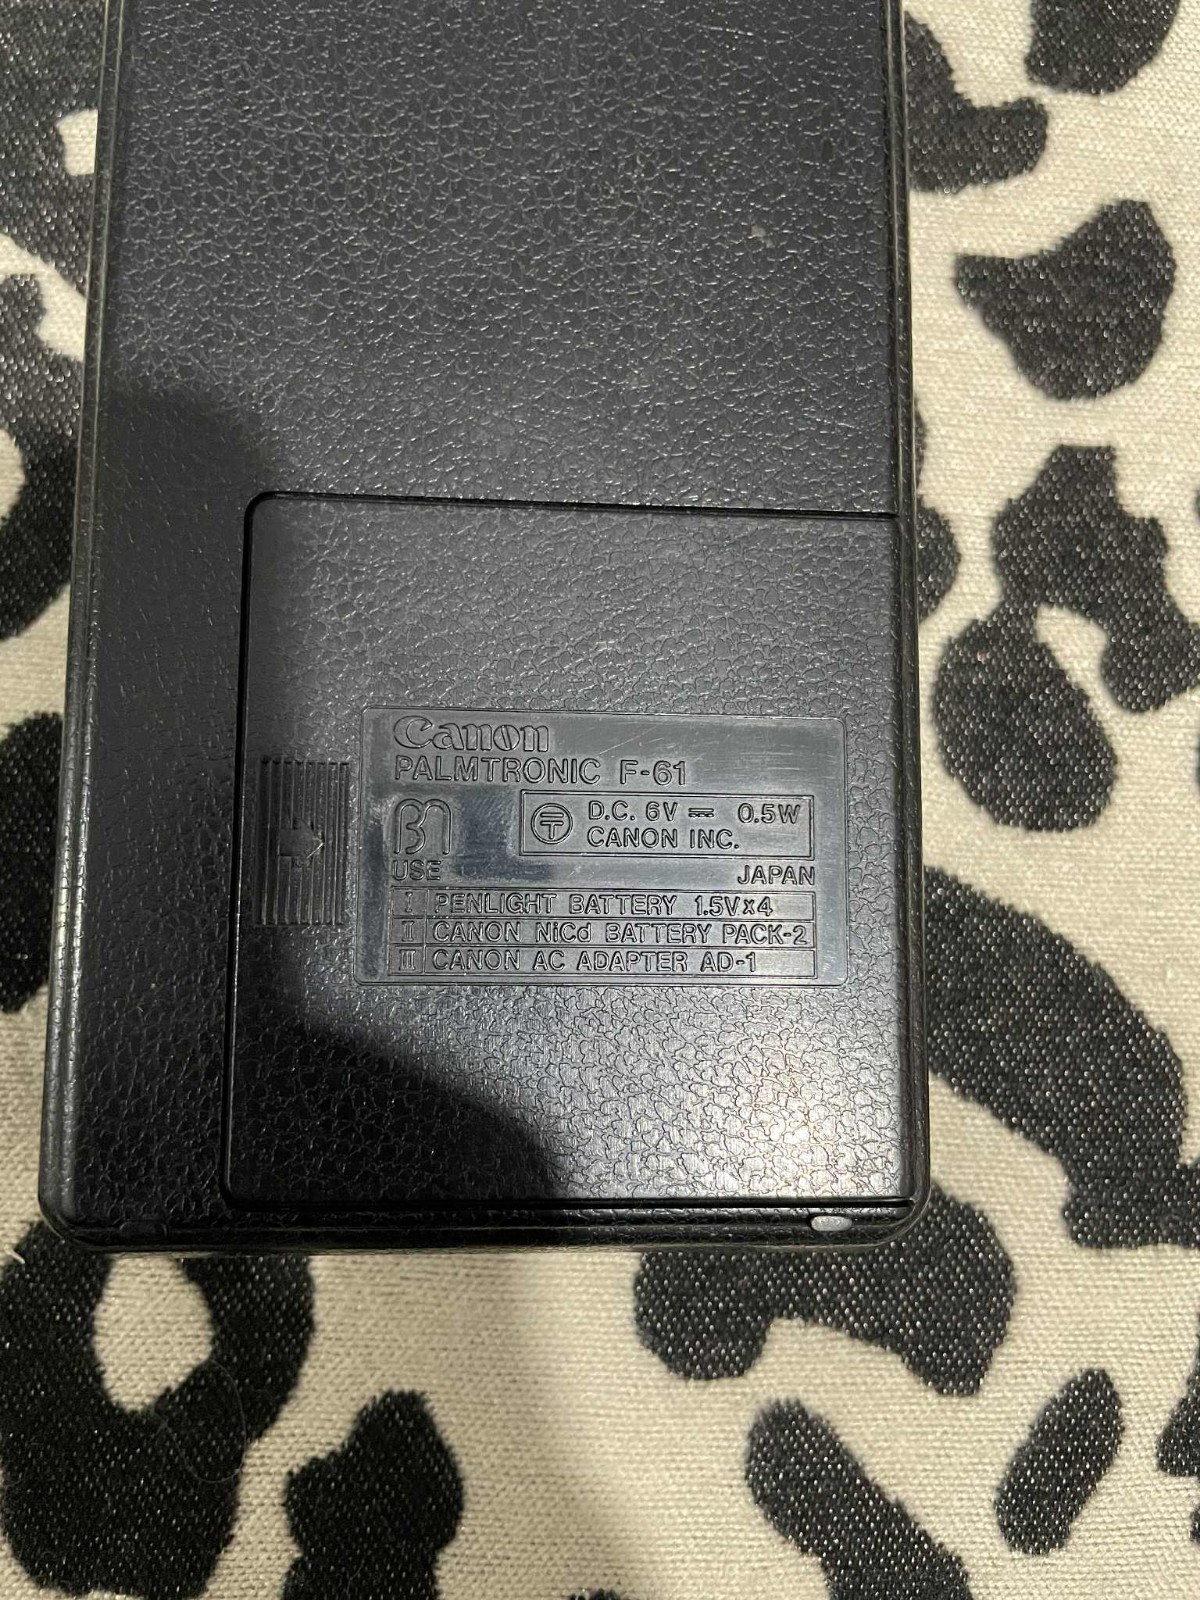 Canon
PALMTRONIC F-61
D.C. 6V 0.5W
CANON INC.
USE
JAPAN
I PENLIGHT BATTERY 1.5V×4
II CANON NiCd BATTERY PACK-2
III CANON AC ADAPTER AD-1